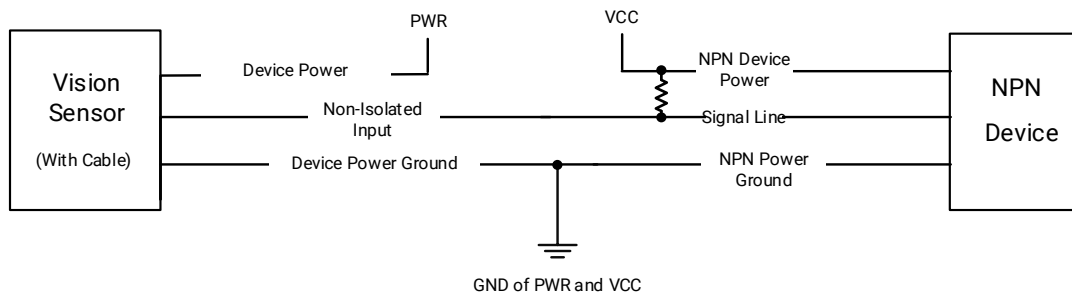 PWR
VCC
Vision
Sensor
(With Cable)
Device Power
NPN Device
Power
NPN
Device
Non-Isolated
Input
Signal Line
Device Power Ground
NPN Power
Ground
GND of PWR and VCC